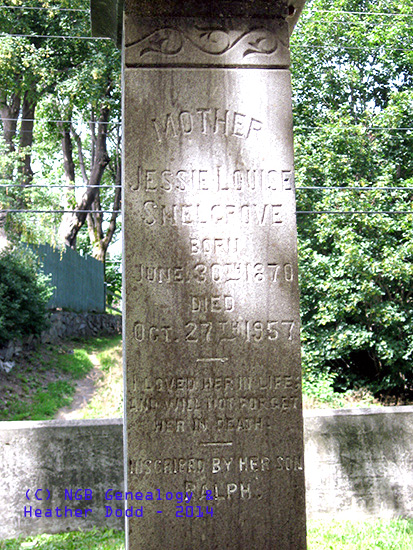 MOTHER
JESSIE LOUISE
SNELGROVE
BORN
JUNE. 30TH 1870
DIED
OCT. 27TH 1957
I LOVED HER IN LIFE
AND WILL NOT FORGET
HER IN DEATH.
INSCRIBED BY HER SON
RALPH
(C) NGB Genealogy &
Heather Dodd - 2014